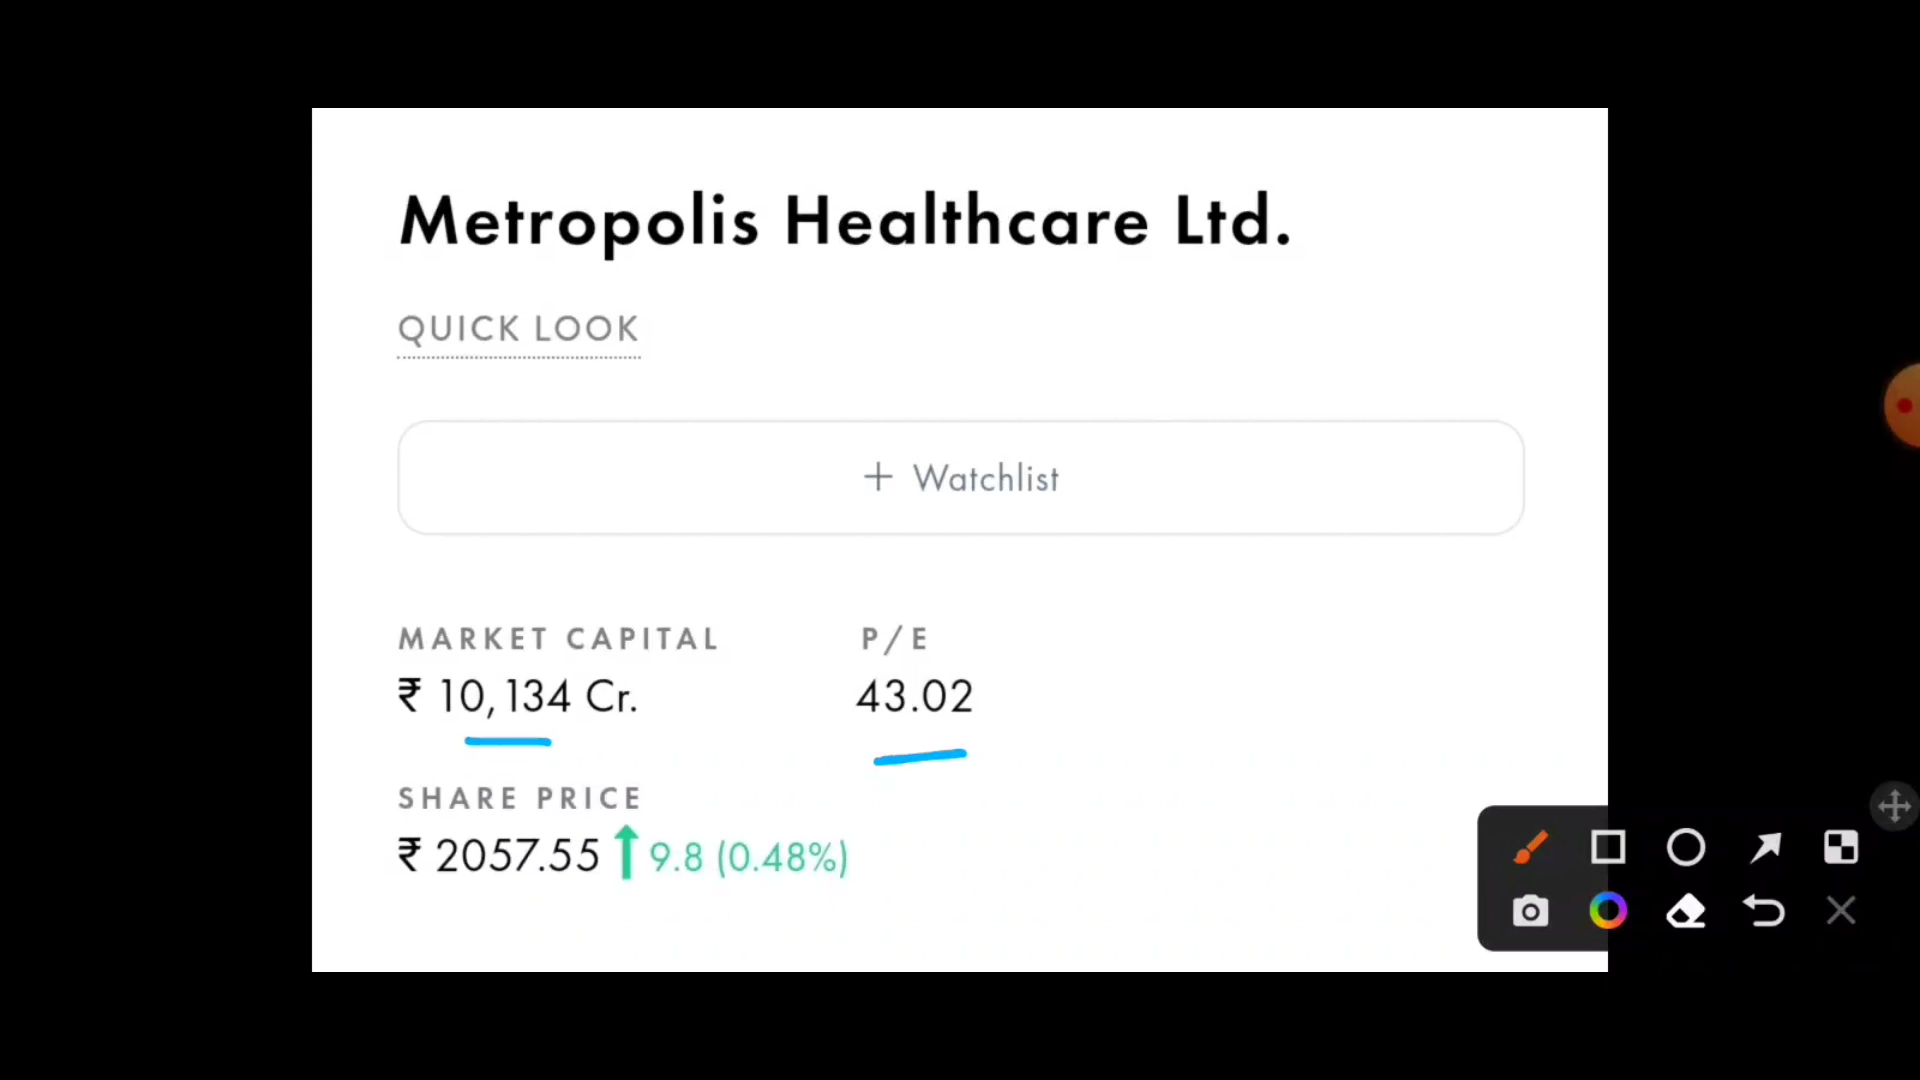 Metropolis Healthcare Ltd.
QUICK LOOK
+ Watchlist
MARKET CAPITAL P/E
₹ 10,134 Cr. 43.02
SHARE PRICE
₹ 2057.55 ↑ 9.8 (0.48%)